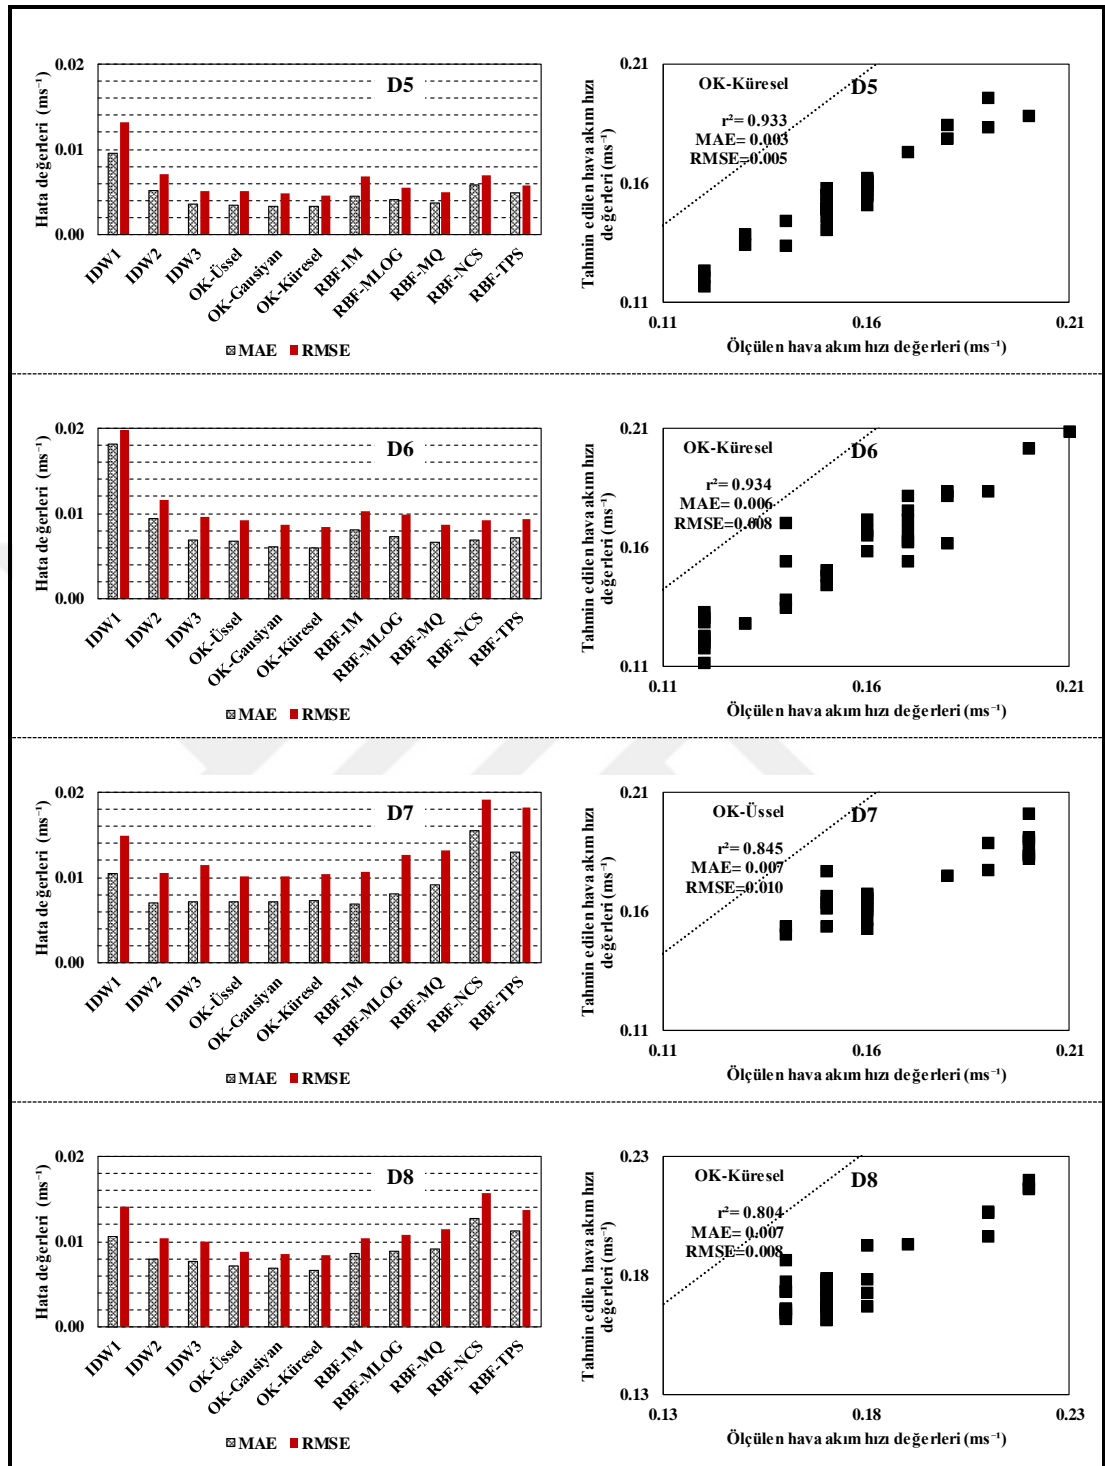 Hata değerleri (ms⁻¹)
0.02
0.01
0.00
D5
IDW1
IDW2
IDW3
OK-Üssel
OK-Gausiyan
OK-Küresel
RBF-IM
RBF-MLOG
RBF-MQ
RBF-NCS
RBF-TPS
MAE RMSE
Tahmin edilen hava akım hızı
değerleri (ms⁻¹)
0.21
0.16
0.11
OK-Küresel
D5
r²= 0.933
MAE= 0.003
RMSE=0.005
0.11 0.16 0.21
Ölçülen hava akım hızı değerleri (ms⁻¹)
Hata değerleri (ms⁻¹)
0.02
0.01
0.00
D6
IDW1
IDW2
IDW3
OK-Üssel
OK-Gausiyan
OK-Küresel
RBF-IM
RBF-MLOG
RBF-MQ
RBF-NCS
RBF-TPS
MAE RMSE
Tahmin edilen hava akım hızı
değerleri (ms⁻¹)
0.21
0.16
0.11
OK-Küresel
D6
r²= 0.934
MAE= 0.006
RMSE=0.008
0.11 0.16 0.21
Ölçülen hava akım hızı değerleri (ms⁻¹)
Hata değerleri (ms⁻¹)
0.02
0.01
0.00
D7
IDW1
IDW2
IDW3
OK-Üssel
OK-Gausiyan
OK-Küresel
RBF-IM
RBF-MLOG
RBF-MQ
RBF-NCS
RBF-TPS
MAE RMSE
Tahmin edilen hava akım hızı
değerleri (ms⁻¹)
0.21
0.16
0.11
OK-Üssel
D7
r²= 0.845
MAE= 0.007
RMSE=0.010
0.11 0.16 0.21
Ölçülen hava akım hızı değerleri (ms⁻¹)
Hata değerleri (ms⁻¹)
0.02
0.01
0.00
D8
IDW1
IDW2
IDW3
OK-Üssel
OK-Gausiyan
OK-Küresel
RBF-IM
RBF-MLOG
RBF-MQ
RBF-NCS
RBF-TPS
MAE RMSE
Tahmin edilen hava akım hızı
değerleri (ms⁻¹)
0.23
0.18
0.13
OK-Küresel
D8
r²= 0.804
MAE= 0.007
RMSE=0.008
0.13 0.18 0.23
Ölçülen hava akım hızı değerleri (ms⁻¹)